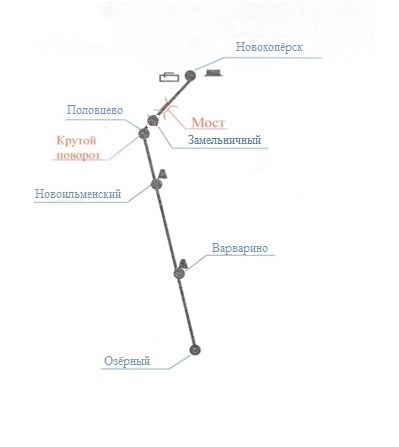 Новохопёрск
Половцево
Мост
Замельничный
Крутой
поворот
Новоильменский
Варварино
Озёрный